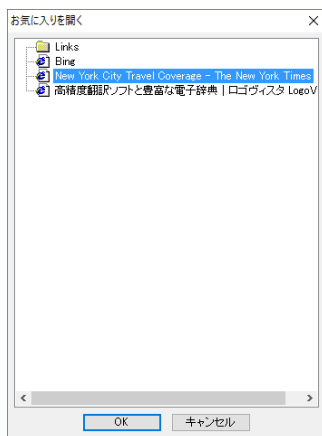 お気に入りを開く
Links
Bing
New York City Travel Coverage - The New York Times
高精度翻訳ソフトと豊富な電子辞典 | ロゴヴィスタ LogoV
OK
キャンセル